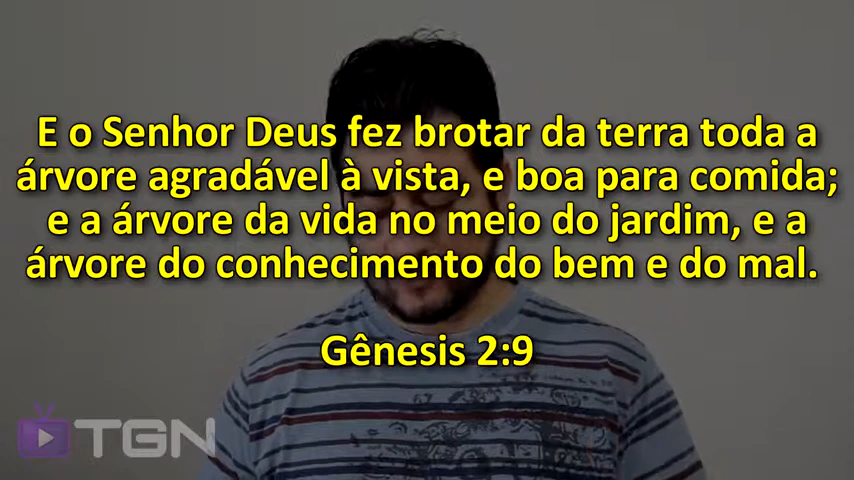 E o Senhor Deus fez brotar da terra toda a
árvore agradável à vista, e boa para comida;
e a árvore da vida no meio do jardim, e a
árvore do conhecimento do bem e do mal.
Gênesis 2:9
TGN